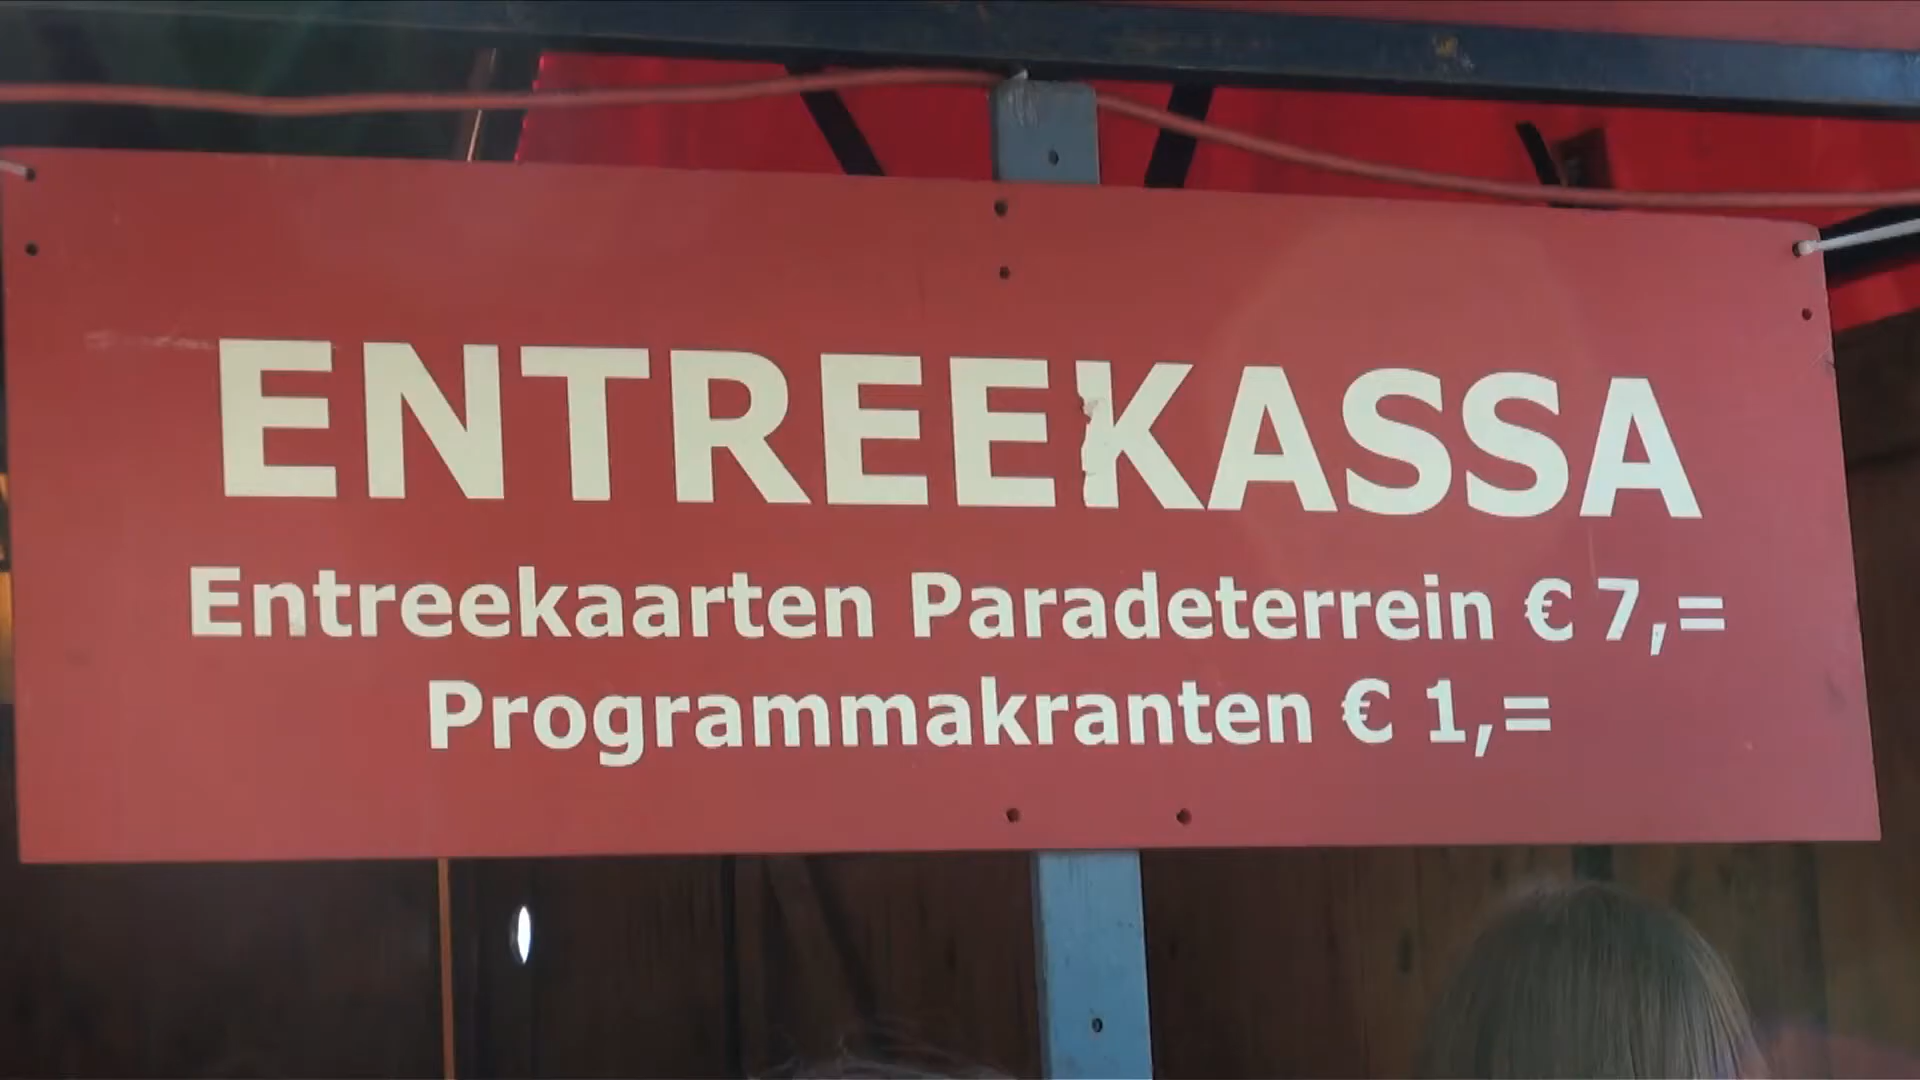 ENTREEKASSA
Entreekaarten Paradeterrein € 7,=
Programmakranten € 1,=